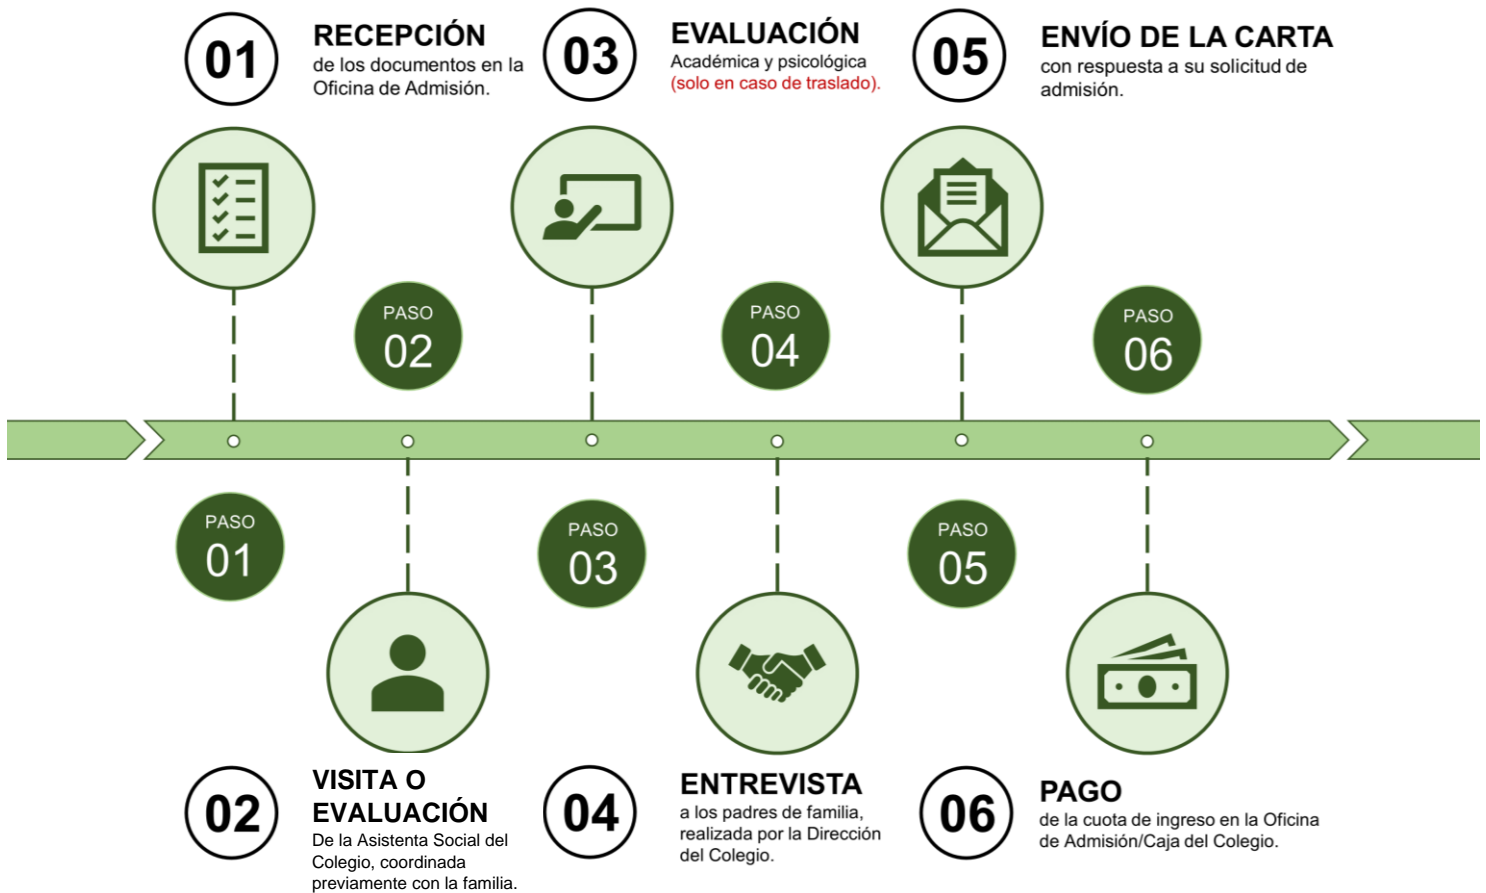 01
RECEPCIÓN
de los documentos en la
Oficina de Admisión.
03
EVALUACIÓN
Académica y psicológica
(solo en caso de traslado).
05
ENVÍO DE LA CARTA
con respuesta a su solicitud de
admisión.
PASO
02
PASO
04
PASO
06
PASO
01
PASO
03
PASO
05
02
VISITA O
EVALUACIÓN
De la Asistenta Social del
Colegio, coordinada
previamente con la familia.
04
ENTREVISTA
a los padres de familia,
realizada por la Dirección
del Colegio.
06
PAGO
de la cuota de ingreso en la Oficina
de Admisión/Caja del Colegio.